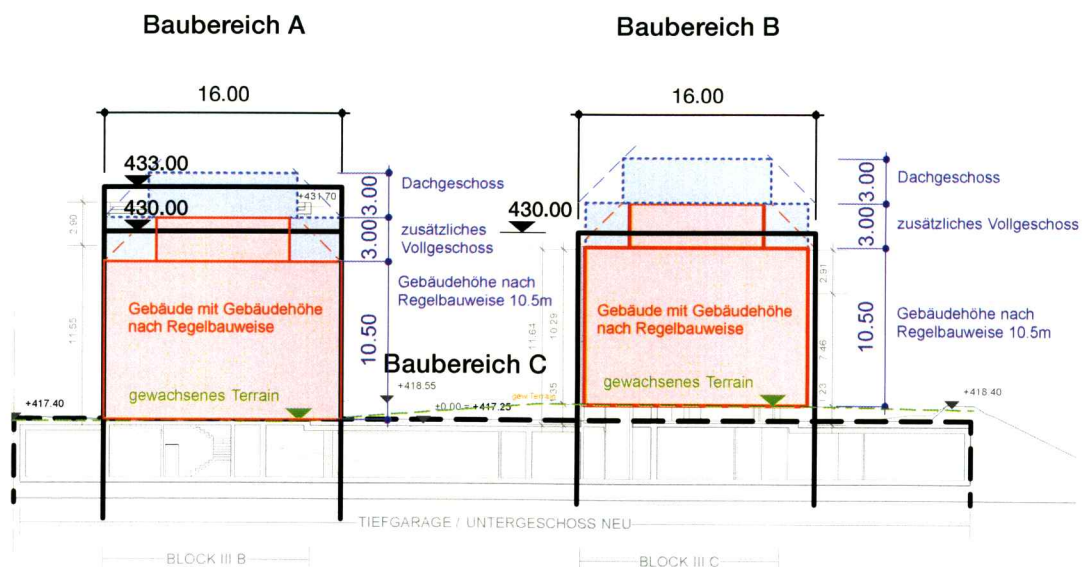 Baubereich A
Baubereich B
16.00
16.00
433.00
+431.70
430.00
430.00
2.90
11.55
3.00
Dachgeschoss
3.00
zusätzliches
Vollgeschoss
10.50
Gebäudehöhe nach
Regelbauweise 10.5m
Gebäude mit Gebäudehöhe
nach Regelbauweise
gewachsenes Terrain
Baubereich C
+417.40
+418.55
±0.00 = +417.25
11.64
10.29
3.00
Dachgeschoss
3.00
zusätzliches
Vollgeschoss
2.91
10.50
Gebäudehöhe nach
Regelbauweise 10.5m
Gebäude mit Gebäudehöhe
nach Regelbauweise
gewachsenes Terrain
+418.40
TIEFGARAGE / UNTERGESCHOSS NEU
BLOCK III B
BLOCK III C